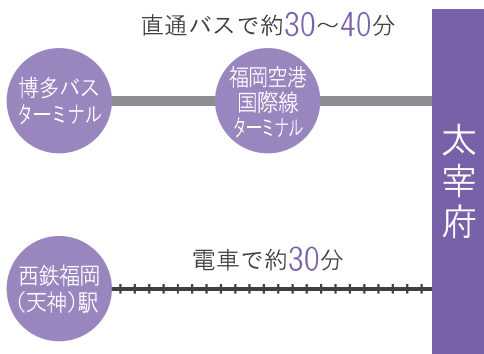 直通バスで約30〜40分
博多バス
ターミナル
福岡空港
国際線
ターミナル
太宰府
電車で約30分
西鉄福岡
（天神）駅